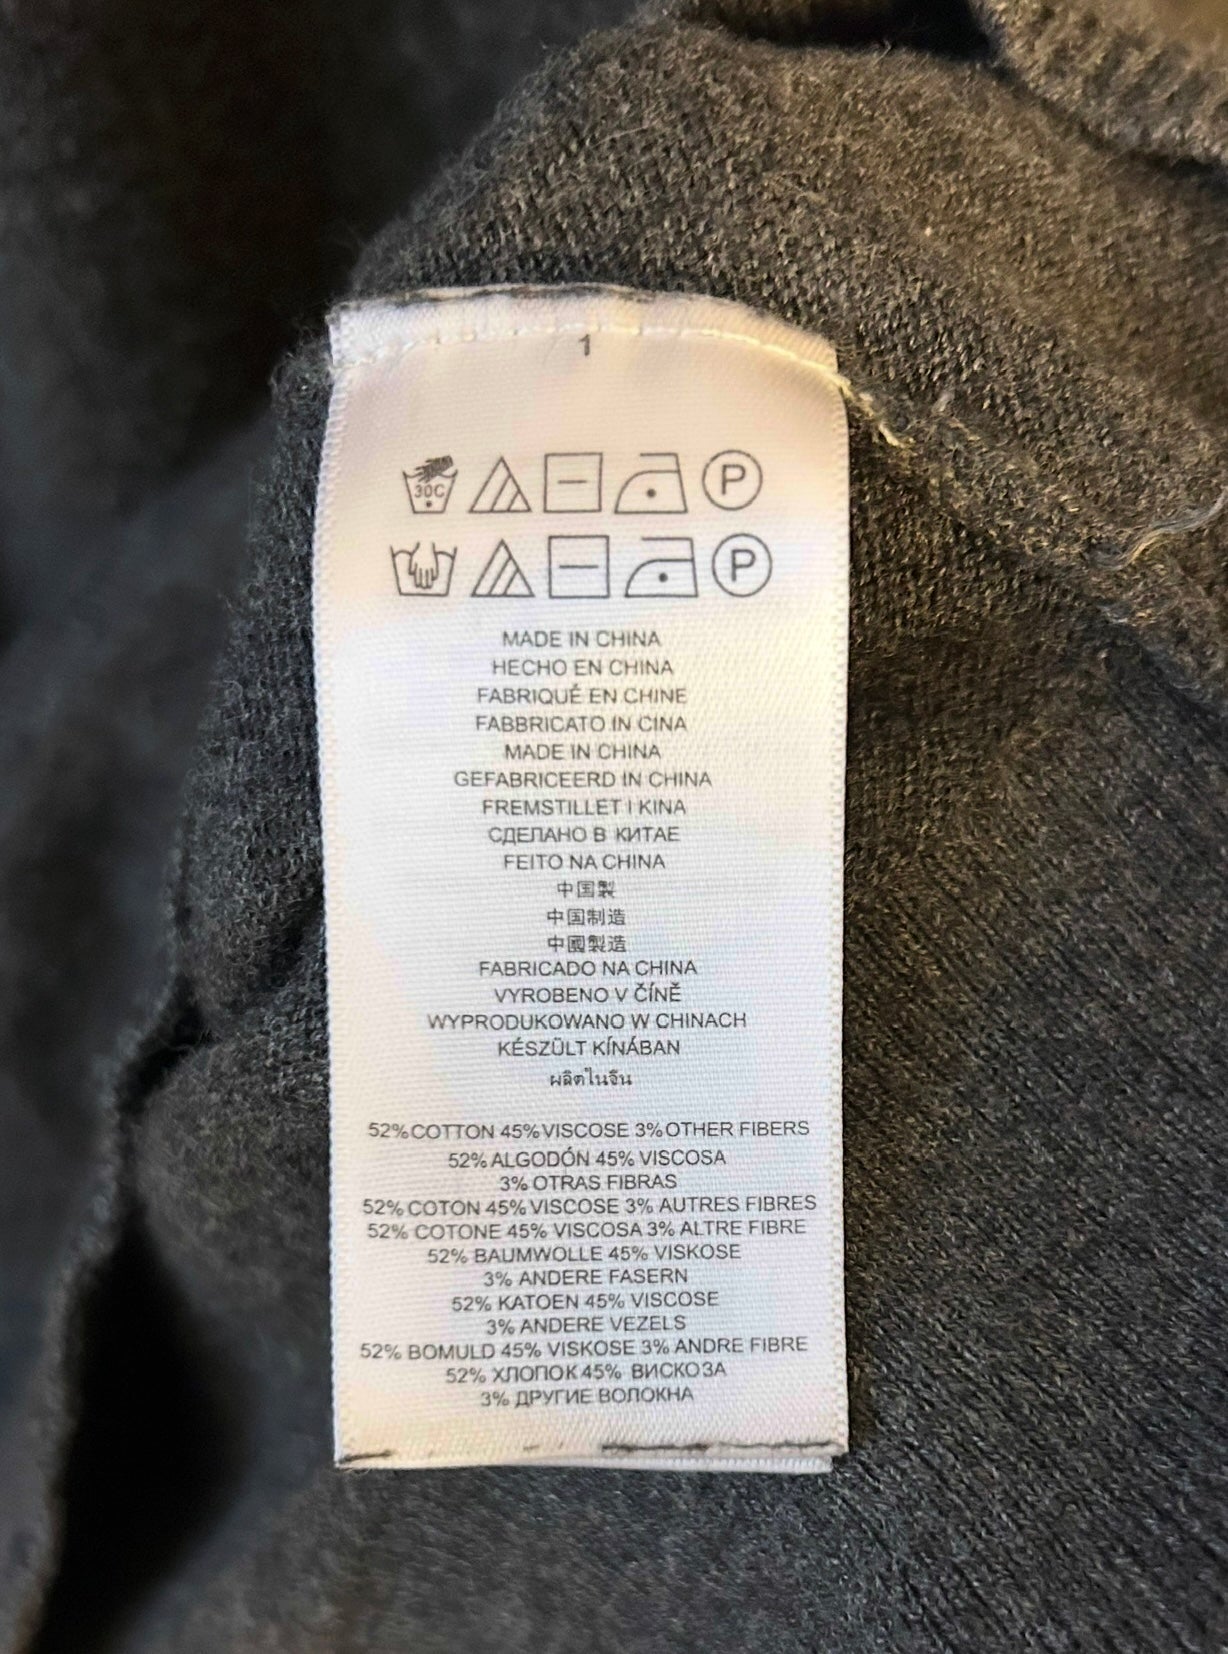 1
30C
P
P
MADE IN CHINA
HECHO EN CHINA
FABRIQUÉ EN CHINE
FABBRICATO IN CINA
MADE IN CHINA
GEFABRICEERD IN CHINA
FREMSTILLET I KINA
СДЕЛАНО В КИТАЕ
FEITO NA CHINA
中国製
中国制造
中國製造
FABRICADO NA CHINA
VYROBENO V ČÍNĚ
WYPRODUKOWANO W CHINACH
KÉSZÜLT KÍNÁBAN
ผลิตในจีน
52% COTTON 45% VISCOSE 3% OTHER FIBERS
52% ALGODÓN 45% VISCOSA
3% OTRAS FIBRAS
52% COTON 45% VISCOSE 3% AUTRES FIBRES
52% COTONE 45% VISCOSA 3% ALTRE FIBRE
52% BAUMWOLLE 45% VISKOSE
3% ANDERE FASERN
52% KATOEN 45% VISCOSE
3% ANDERE VEZELS
52% BOMULD 45% VISKOSE 3% ANDRE FIBRE
52% ХЛОПОК 45% ВИСКОЗА
3% ДРУГИЕ ВОЛОКНА